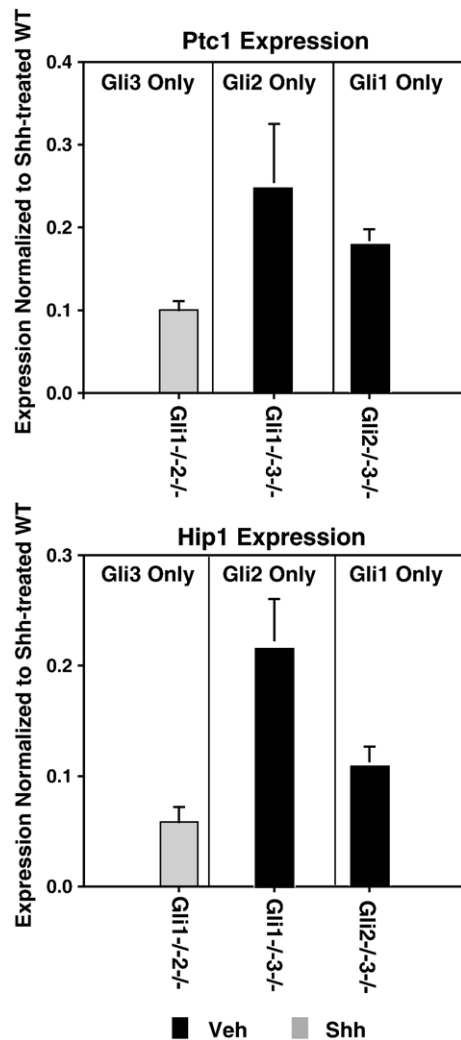 Ptc1 Expression
Expression Normalized to Shh-treated WT
0.4
0.3
0.2
0.1
0.0
Gli3 Only
Gli2 Only
Gli1 Only
Gli1-/-2-/-
Gli1-/-3-/-
Gli2-/-3-/-
Hip1 Expression
Expression Normalized to Shh-treated WT
0.3
0.2
0.1
0.0
Gli3 Only
Gli2 Only
Gli1 Only
Gli1-/-2-/-
Gli1-/-3-/-
Gli2-/-3-/-
Veh
Shh